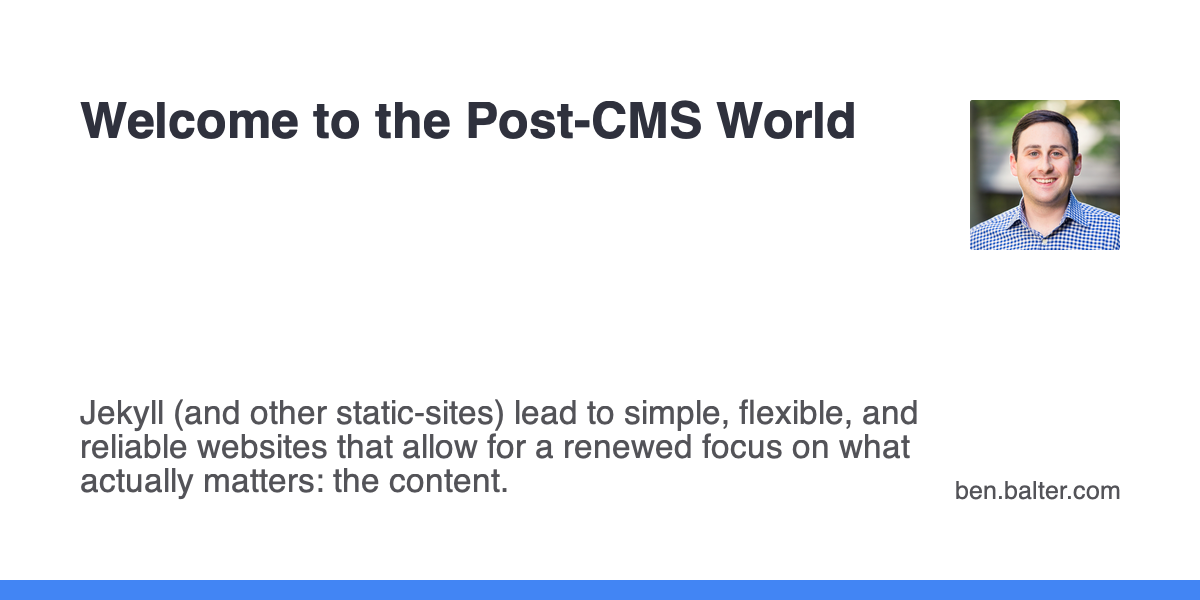 Welcome to the Post-CMS World
Jekyll (and other static-sites) lead to simple, flexible, and
reliable websites that allow for a renewed focus on what
actually matters: the content.
ben.balter.com